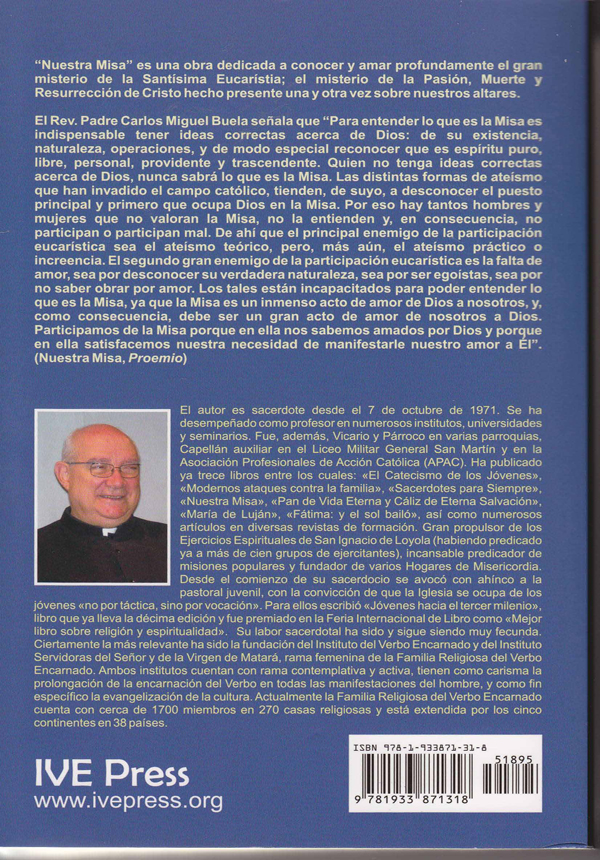 “Nuestra Misa” es una obra dedicada a conocer y amar profundamente el gran
misterio de la Santísima Eucarístia; el misterio de la Pasión, Muerte y
Resurrección de Cristo hecho presente una y otra vez sobre nuestros altares.
El Rev. Padre Carlos Miguel Buela señala que “Para entender lo que es la Misa es
indispensable tener ideas correctas acerca de Dios: de su existencia,
naturaleza, operaciones, y de modo especial reconocer que es espíritu puro,
libre, personal, providente y trascendente. Quien no tenga ideas correctas
acerca de Dios, nunca sabrá lo que es la Misa. Las distintas formas de ateísmo
que han invadido el campo católico, tienden, de suyo, a desconocer el puesto
principal y primero que ocupa Dios en la Misa. Por eso hay tantos hombres y
mujeres que no valoran la Misa, no la entienden y, en consecuencia, no
participan o participan mal. De ahí que el principal enemigo de la participación
eucarística sea el ateísmo teórico, pero, más aún, el ateísmo práctico o
increencia. El segundo gran enemigo de la participación eucarística es la falta de
amor, sea por desconocer su verdadera naturaleza, sea por ser egoístas, sea por
no saber obrar por amor. Los tales están incapacitados para poder entender lo
que es la Misa, ya que la Misa es un inmenso acto de amor de Dios a nosotros, y,
como consecuencia, debe ser un gran acto de amor de nosotros a Dios.
Participamos de la Misa porque en ella nos sabemos amados por Dios y porque
en ella satisfacemos nuestra necesidad de manifestarle nuestro amor a Él”.
(Nuestra Misa, Proemio)
El autor es sacerdote desde el 7 de octubre de 1971. Se ha
desempeñado como profesor en numerosos institutos, universidades
y seminarios. Fue, además, Vicario y Párroco en varias parroquias,
Capellán auxiliar en el Liceo Militar General San Martín y en la
Asociación Profesionales de Acción Católica (APAC). Ha publicado
ya trece libros entre los cuales: «El Catecismo de los Jóvenes»,
«Modernos ataques contra la familia», «Sacerdotes para Siempre»,
«Nuestra Misa», «Pan de Vida Eterna y Cáliz de Eterna Salvación»,
«María de Luján», «Fátima: y el sol bailó», así como numerosos
artículos en diversas revistas de formación. Gran propulsor de los
Ejercicios Espirituales de San Ignacio de Loyola (habiendo predicado
ya a más de cien grupos de ejercitantes), incansable predicador de
misiones populares y fundador de varios Hogares de Misericordia.
Desde el comienzo de su sacerdocio se avocó con ahínco a la
pastoral juvenil, con la convicción de que la Iglesia se ocupa de los
jóvenes «no por táctica, sino por vocación». Para ellos escribió «Jóvenes hacia el tercer milenio»,
libro que ya lleva la décima edición y fue premiado en la Feria Internacional de Libro como «Mejor
libro sobre religión y espiritualidad». Su labor sacerdotal ha sido y sigue siendo muy fecunda.
Ciertamente la más relevante ha sido la fundación del Instituto del Verbo Encarnado y del Instituto
Servidoras del Señor y de la Virgen de Matará, rama femenina de la Familia Religiosa del Verbo
Encarnado. Ambos institutos cuentan con rama contemplativa y activa, tienen como carisma la
prolongación de la encarnación del Verbo en todas las manifestaciones del hombre, y como fin
específico la evangelización de la cultura. Actualmente la Familia Religiosa del Verbo Encarnado
cuenta con cerca de 1700 miembros en 270 casas religiosas y está extendida por los cinco
continentes en 38 países.
IVE Press
www.ivepress.org
ISBN 978-1-933871-31-8
51895
9 781933 871318